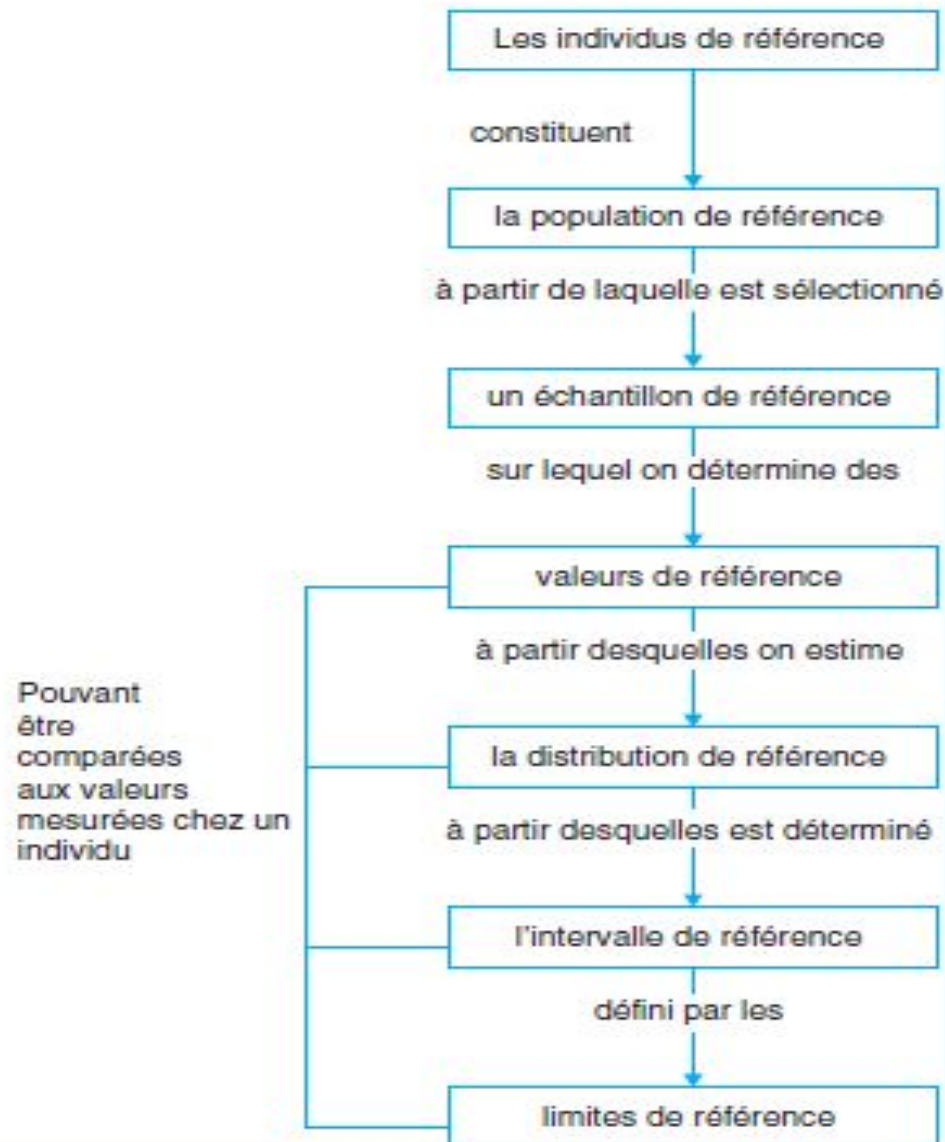 Les individus de référence
constituent
la population de référence
à partir de laquelle est sélectionné
un échantillon de référence
sur lequel on détermine des
valeurs de référence
à partir desquelles on estime
la distribution de référence
à partir desquelles est déterminé
l'intervalle de référence
défini par les
limites de référence
Pouvant
être
comparées
aux valeurs
mesurées chez un
individu